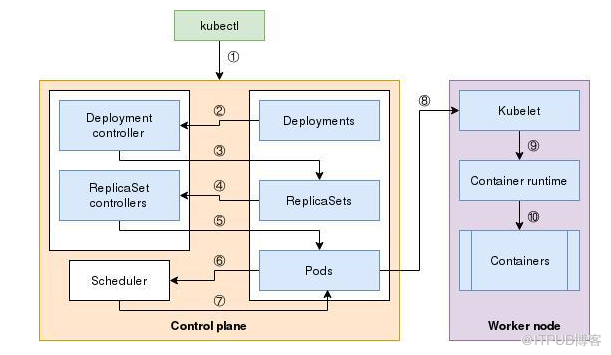 kubectl
①
Deployment
controller
②
Deployments
③
ReplicaSet
controllers
④
ReplicaSets
⑤
Scheduler
⑥
Pods
⑦
Control plane
⑧
Kubelet
⑨
Container runtime
⑩
Containers
Worker node
@ITPUB博客